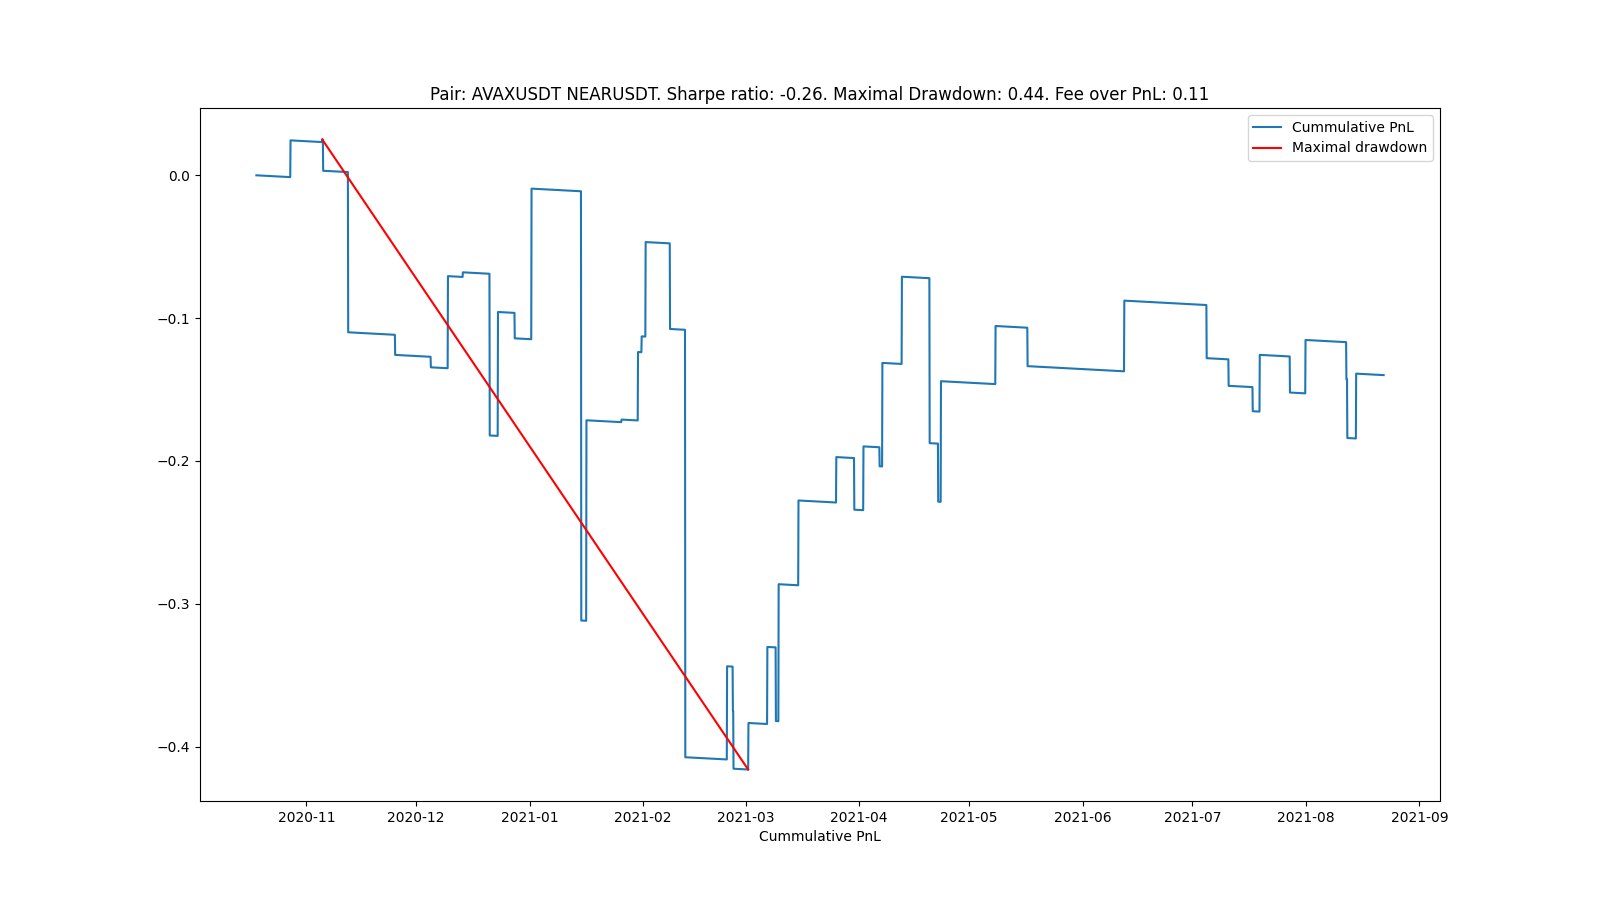 Pair: AVAXUSDT NEARUSDT. Sharpe ratio: -0.26. Maximal Drawdown: 0.44. Fee over PnL: 0.11
Cummulative PnL
Maximal drawdown
0.0
−0.1
−0.2
−0.3
−0.4
2020-11 2020-12 2021-01 2021-02 2021-03 2021-04 2021-05 2021-06 2021-07 2021-08 2021-09
Cummulative PnL